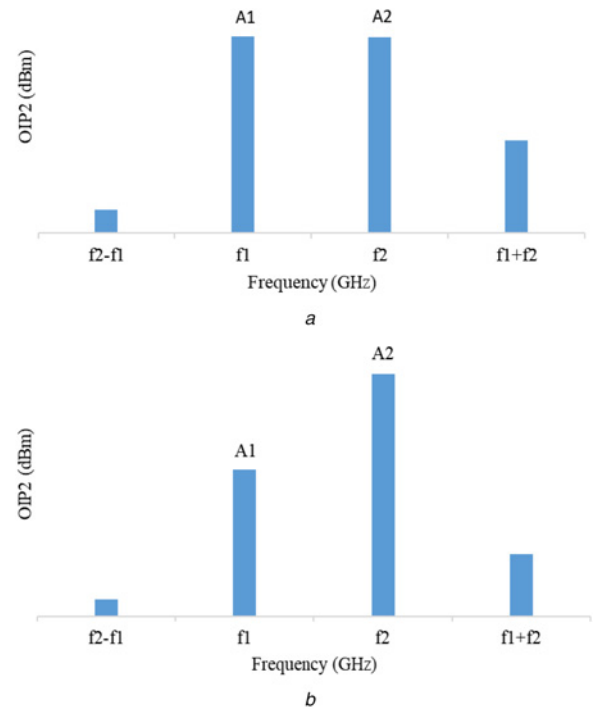 A1 A2
OIP2 (dBm)
f2-f1 f1 f2 f1+f2
Frequency (GHz)
a
A2
A1
OIP2 (dBm)
f2-f1 f1 f2 f1+f2
Frequency (GHz)
b